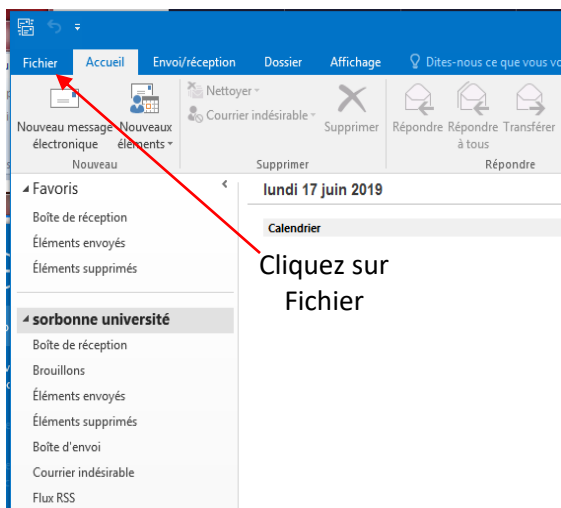 Fichier Accueil Envoi/réception Dossier Affichage Dites-nous ce que vous vo
Nouveau message électronique
Nouveaux éléments
Nettoyer
Courrier indésirable
Supprimer
Répondre
Répondre à tous
Transférer
Nouveau
Supprimer
Répondre
Favoris
Boîte de réception
Éléments envoyés
Éléments supprimés
sorbonne université
Boîte de réception
Brouillons
Éléments envoyés
Éléments supprimés
Boîte d'envoi
Courrier indésirable
Flux RSS
lundi 17 juin 2019
Calendrier
Cliquez sur
Fichier